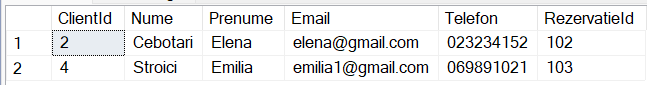 ClientId Nume Prenume Email Telefon RezervatieId
1 2 Cebotari Elena elena@gmail.com 023234152 102
2 4 Stroici Emilia emilia1@gmail.com 069891021 103